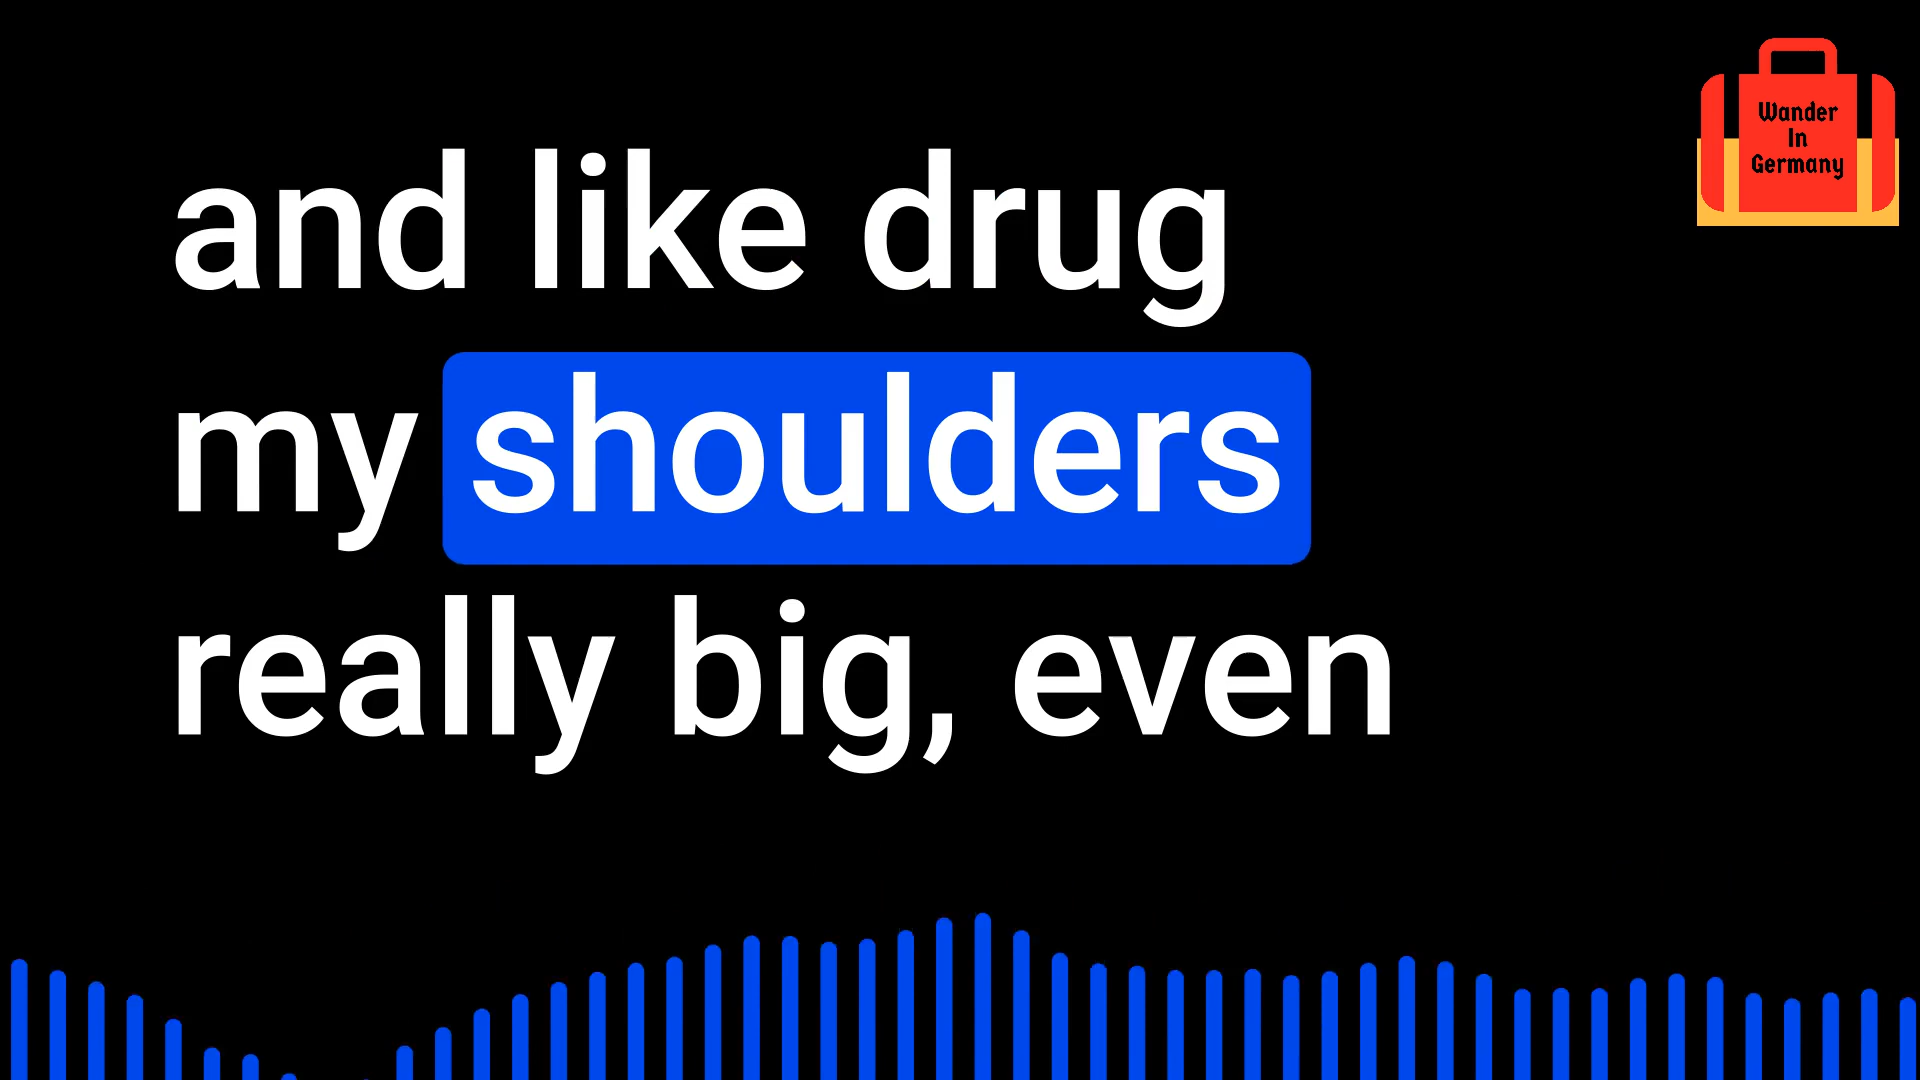 and like drug
my shoulders
really big, even
Wander
In
Germany